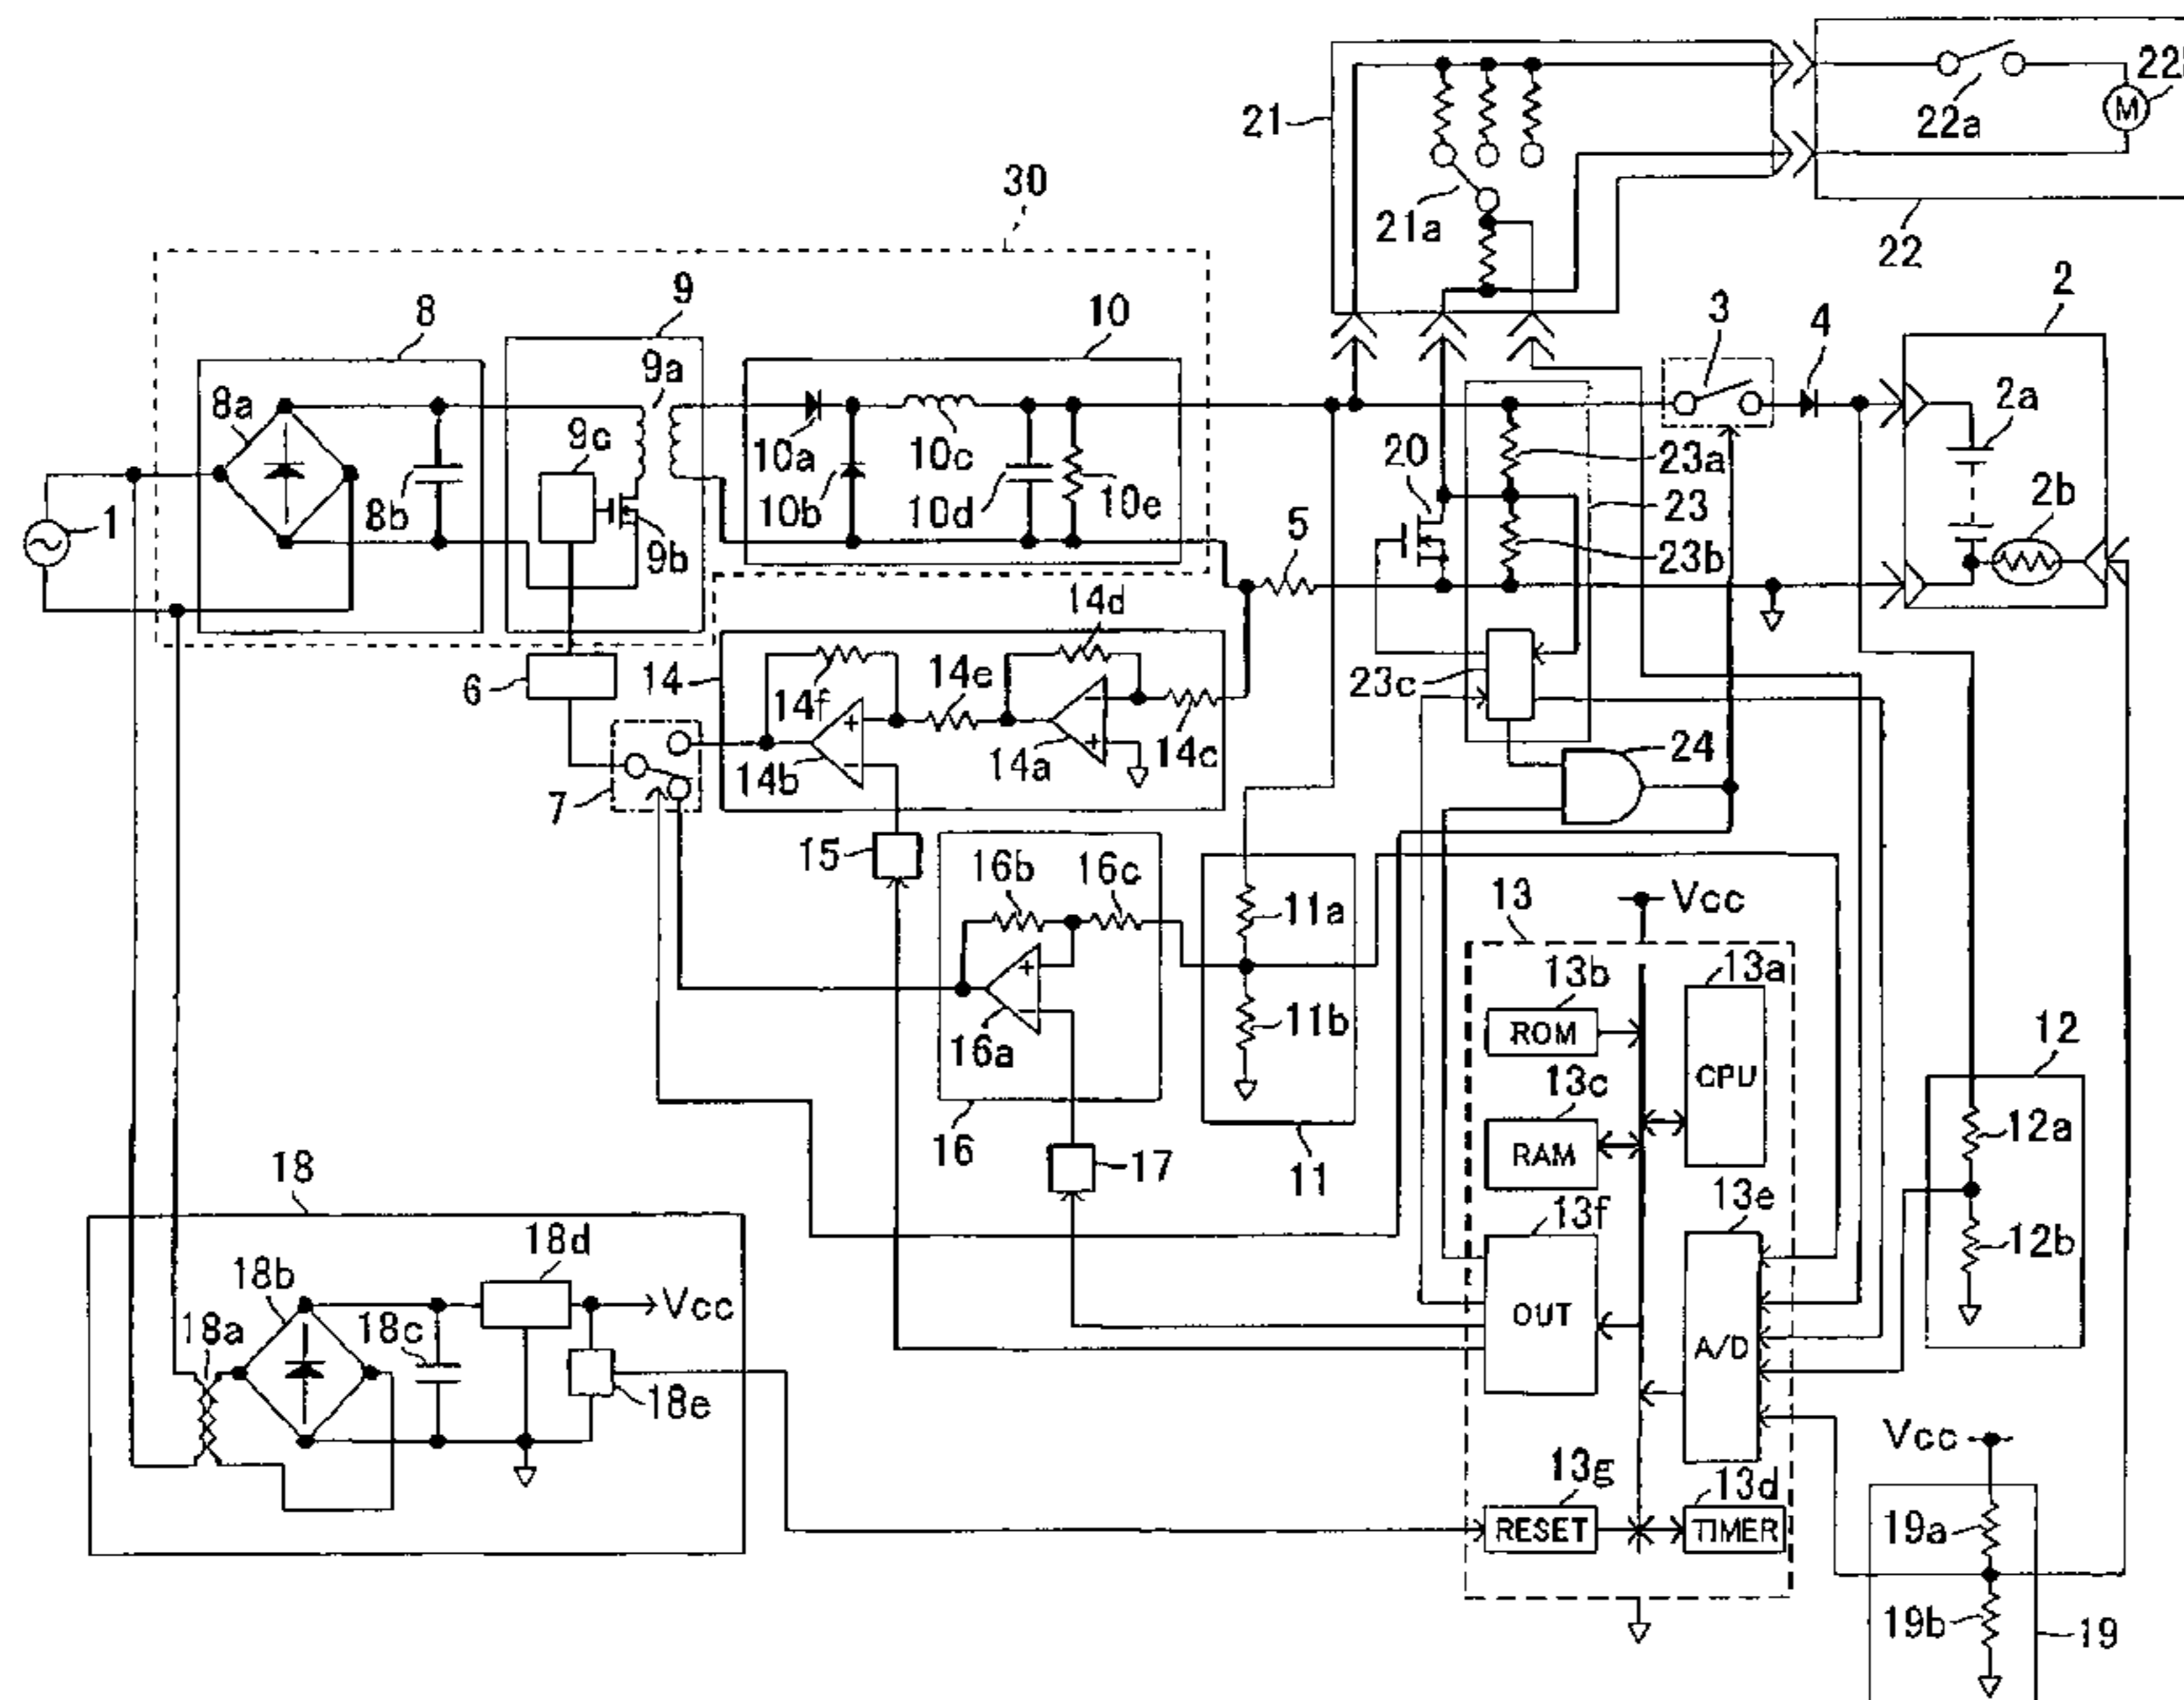 22a
M
21
22
21a
30
8
9
10
3
4
2
8a
9a
9c
10a
10c
10b
10d
10e
20
23a
2a
2b
23
23b
1
8b
9b
5
6
14
14d
14e
14f
14c
14a
14b
23c
24
7
15
16b
16c
11a
11b
16a
16
17
11
13
Vcc
13b
13a
ROM
CPU
13c
RAM
13f
13e
OUT
A/D
12
12a
12b
18
18d
18b
18a
18c
Vcc
18e
13g
13d
RESET
TIMER
Vcc
19a
19b
19